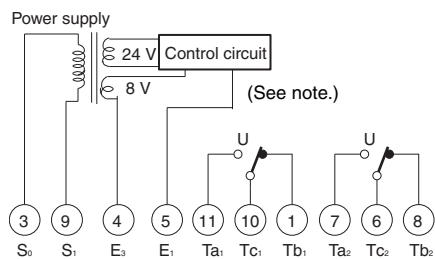 Power supply
24 V
Control circuit
8 V
(See note.)
U U
3 9 4 5 11 10 1 7 6 8
S₀ S₁ E₃ E₁ Ta₁ Tc₁ Tb₁ Ta₂ Tc₂ Tb₂